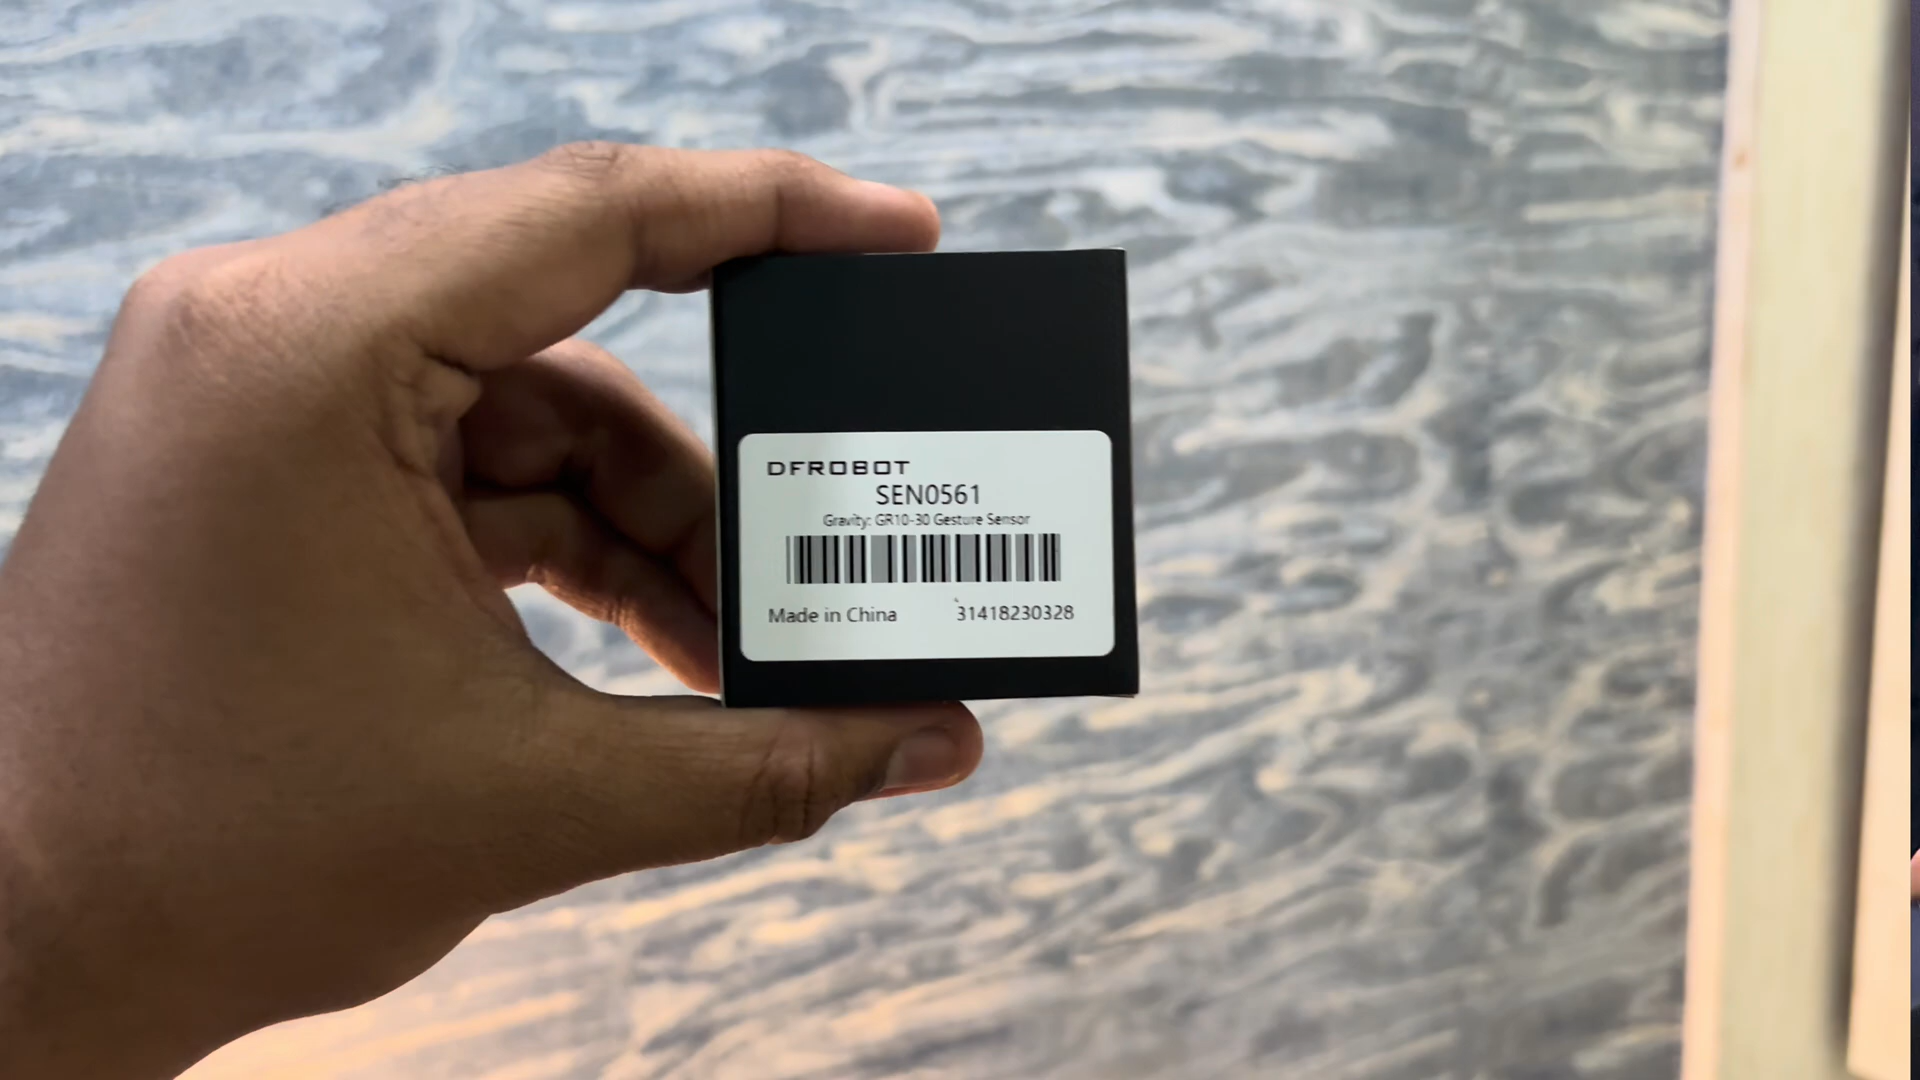 DFROBOT
SEN0561
Gravity: GR10-30 Gesture Sensor
Made in China 31418230328